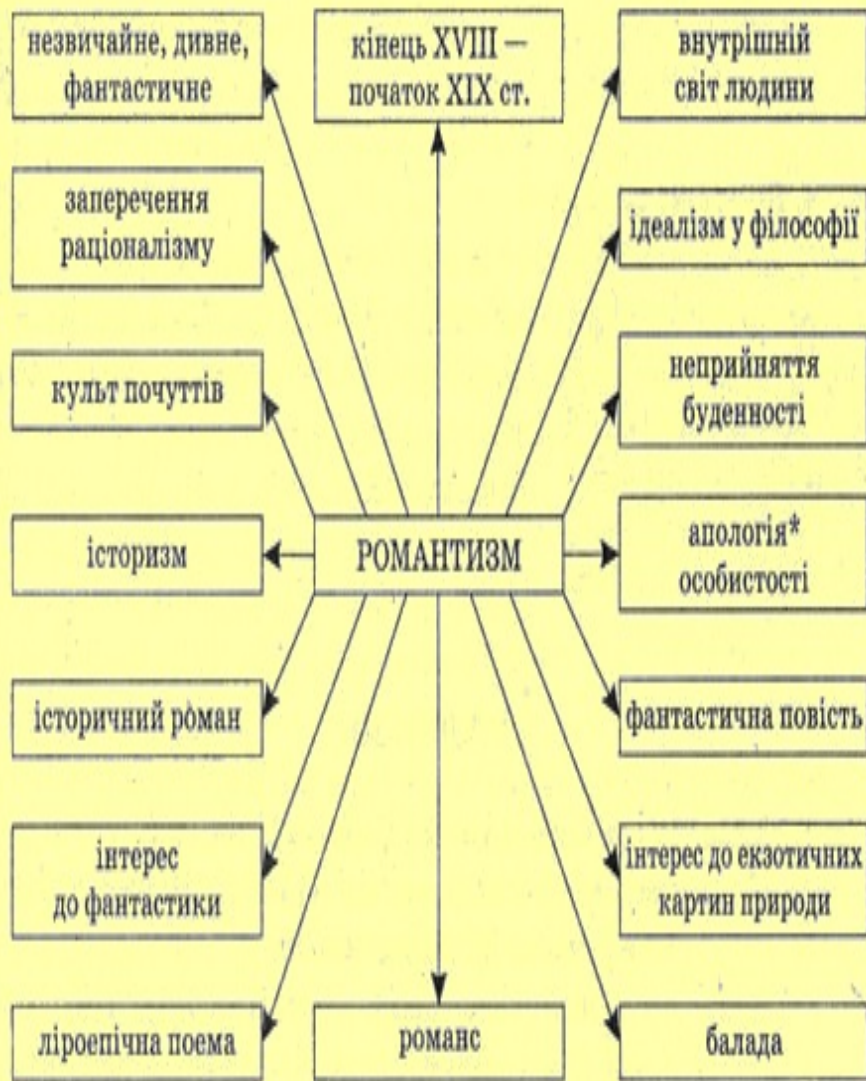 незвичайне, дивне,
фантастичне
кінець XVIII —
початок XIX ст.
внутрішній
світ людини
заперечення
раціоналізму
ідеалізм у філософії
культ почуттів
неприйняття
буденності
історизм
РОМАНТИЗМ
апологія*
особистості
історичний роман
фантастична повість
інтерес
до фантастики
інтерес до екзотичних
картин природи
ліроепічна поема
романс
балада